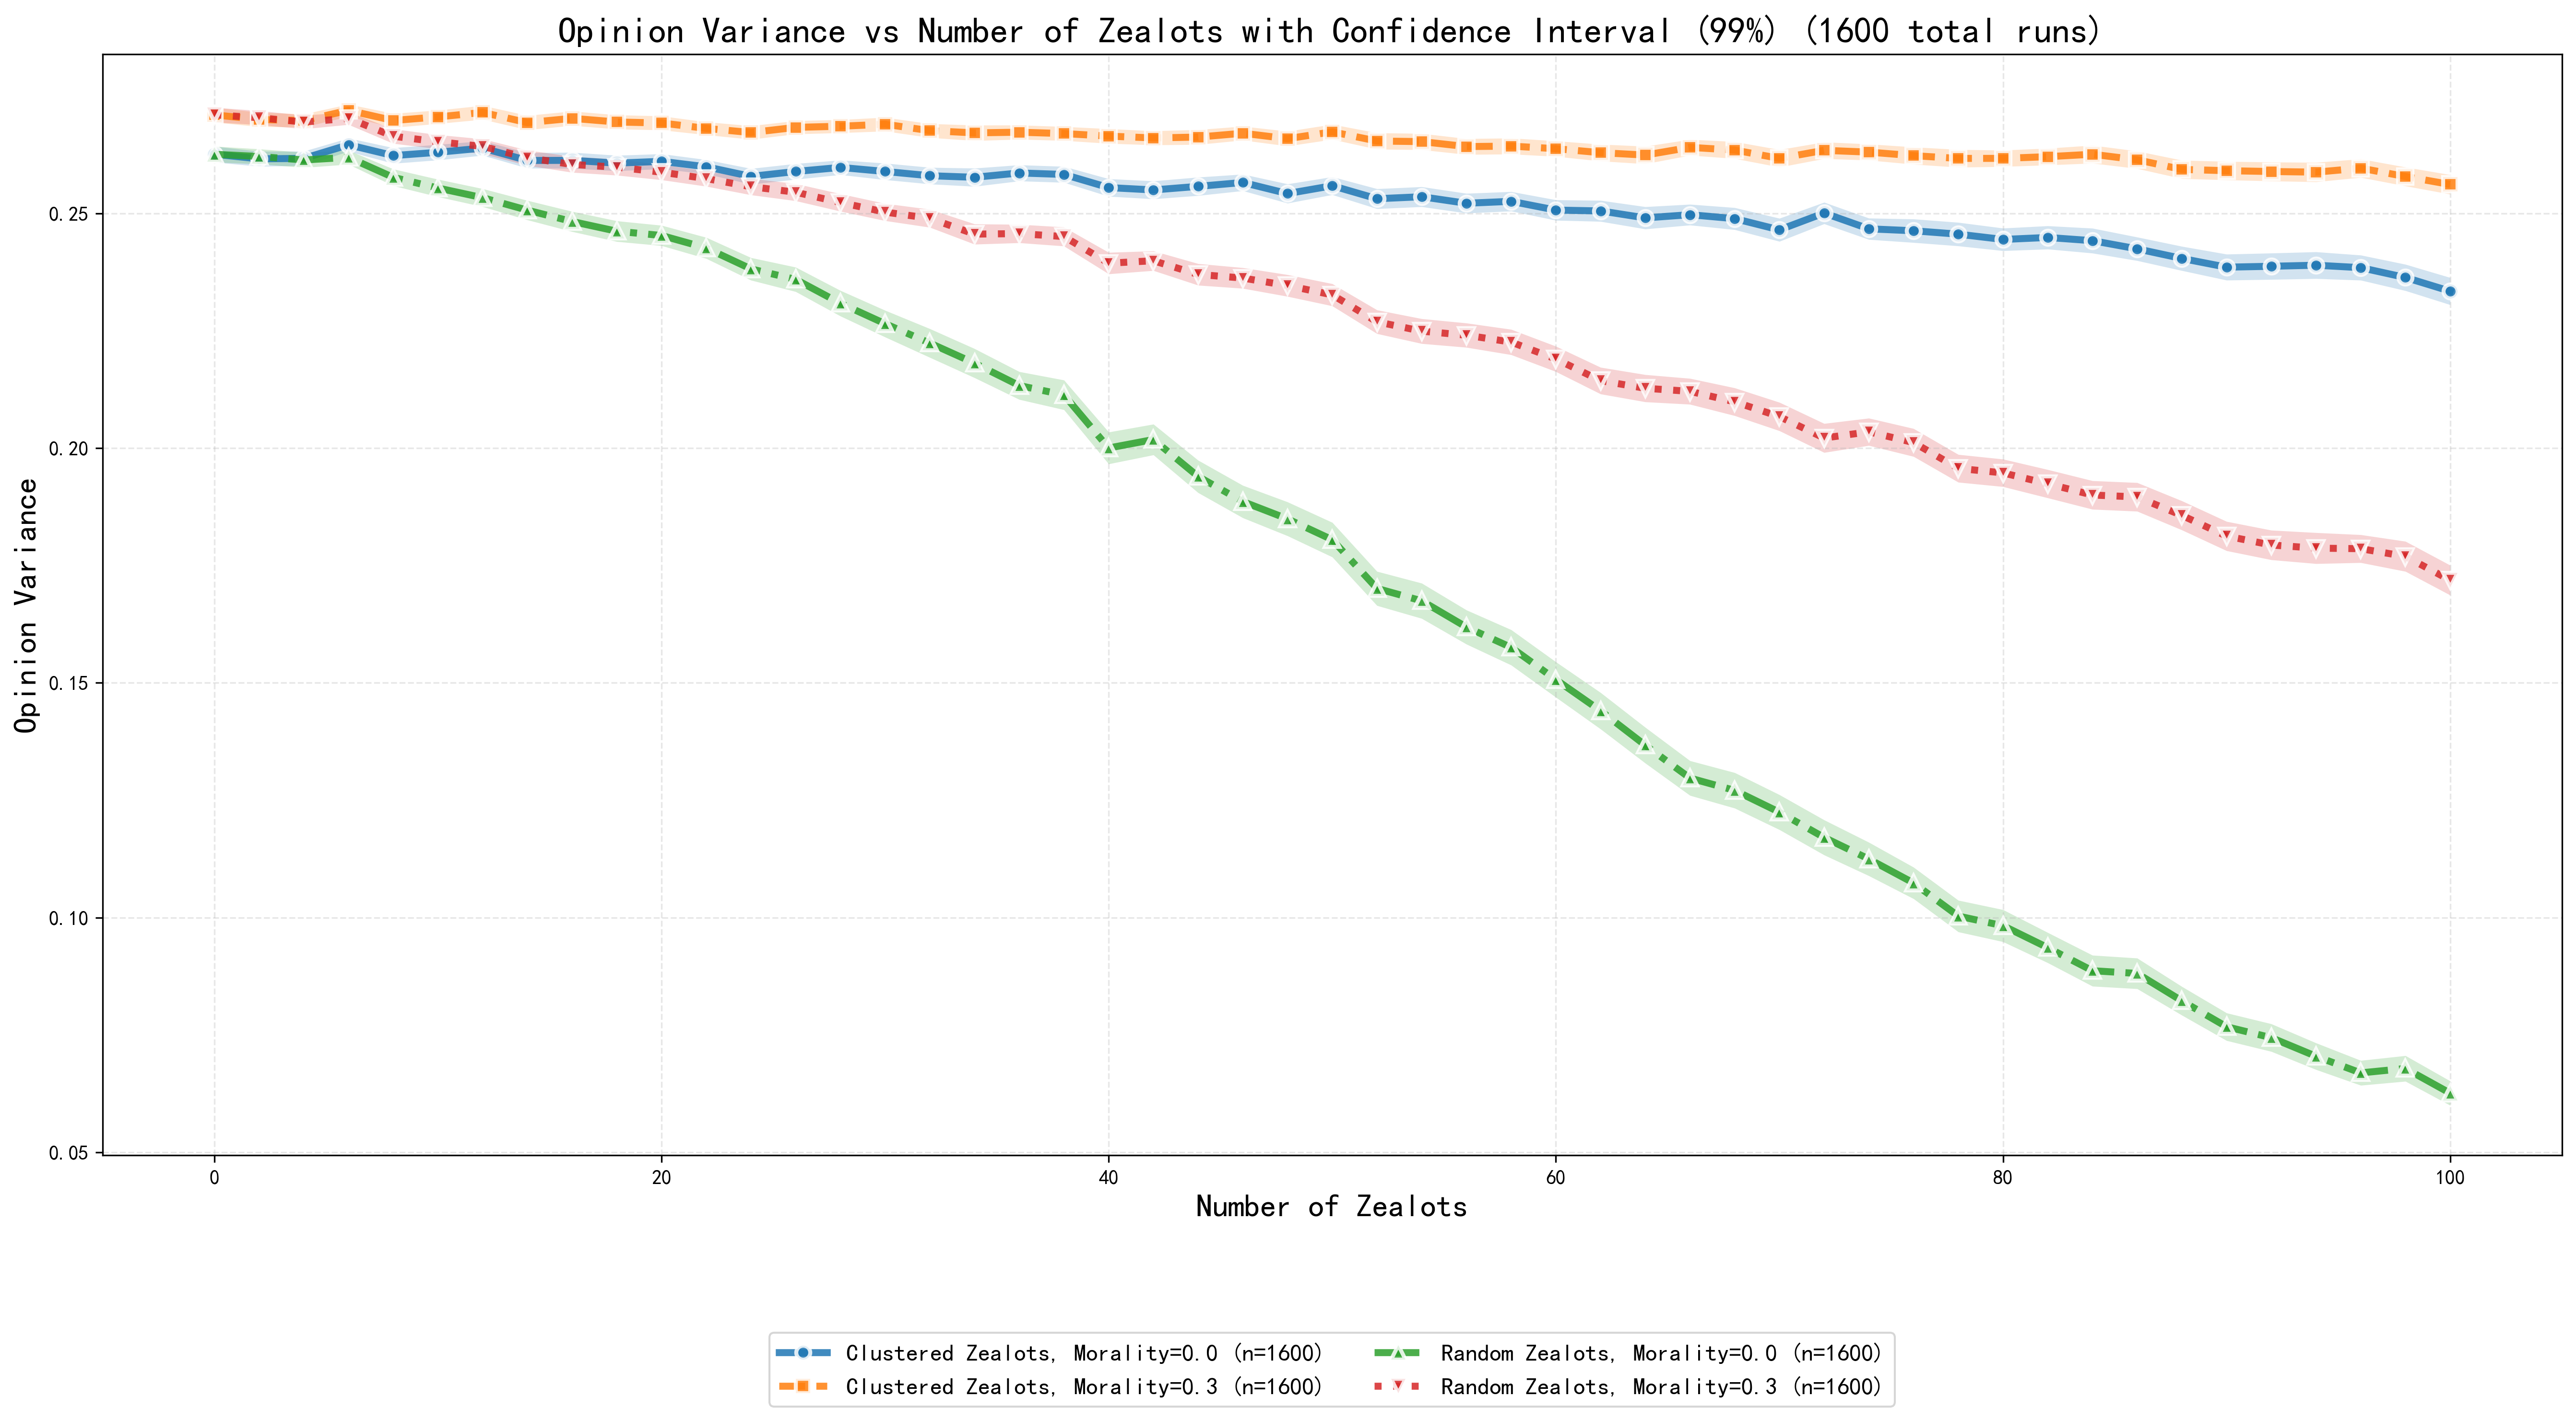 Opinion Variance vs Number of Zealots with Confidence Interval (99%) (1600 total runs)
Opinion Variance
0.25
0.20
0.15
0.10
0.05
0 20 40 60 80 100
Number of Zealots
Clustered Zealots, Morality=0.0 (n=1600)
Clustered Zealots, Morality=0.3 (n=1600)
Random Zealots, Morality=0.0 (n=1600)
Random Zealots, Morality=0.3 (n=1600)